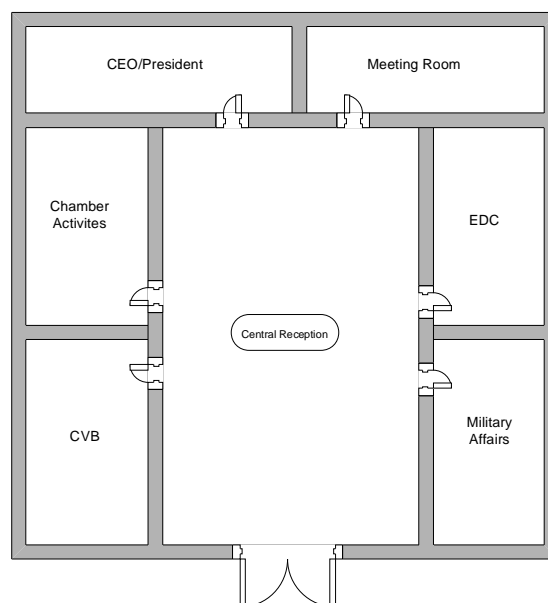 CEO/President
Meeting Room
Chamber
Activites
EDC
Central Reception
CVB
Military
Affairs